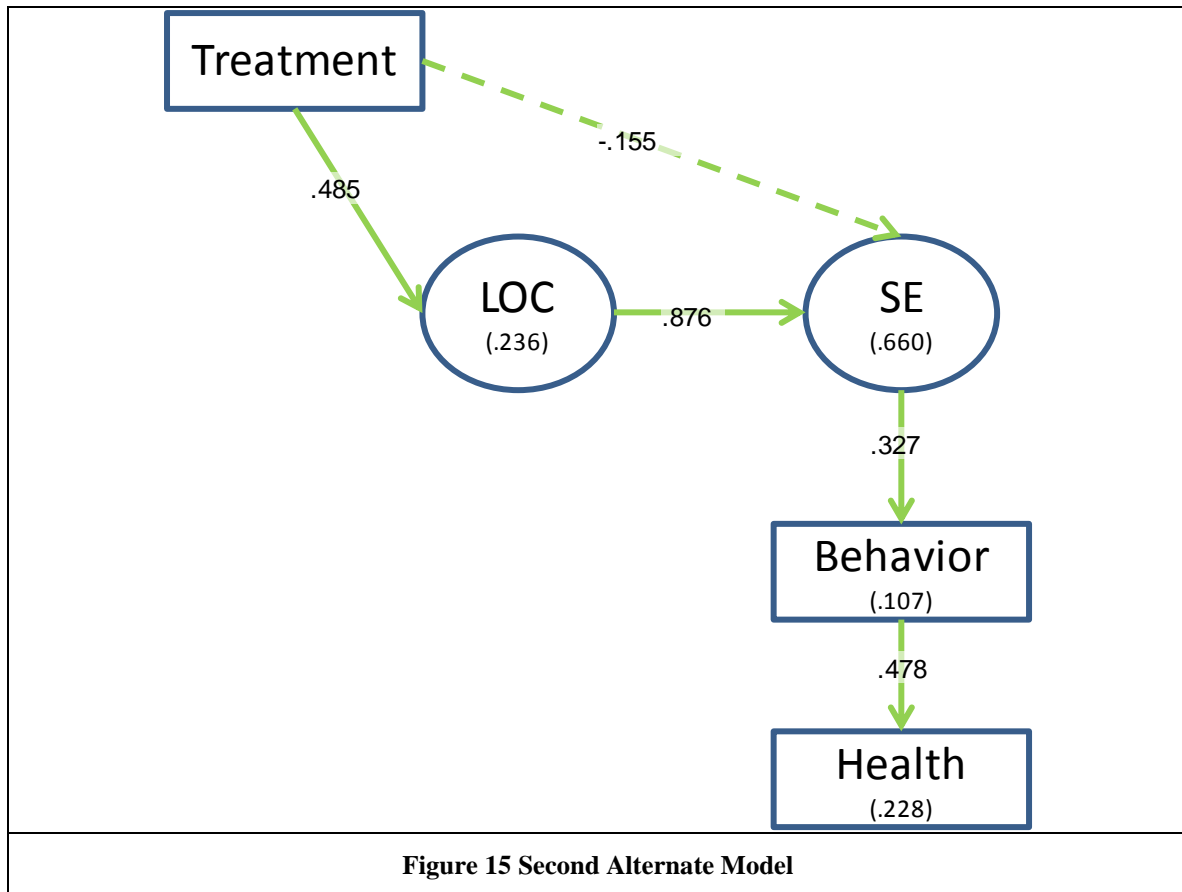 Treatment
-.155
.485
LOC
(.236)
.876
SE
(.660)
.327
Behavior
(.107)
.478
Health
(.228)
Figure 15 Second Alternate Model